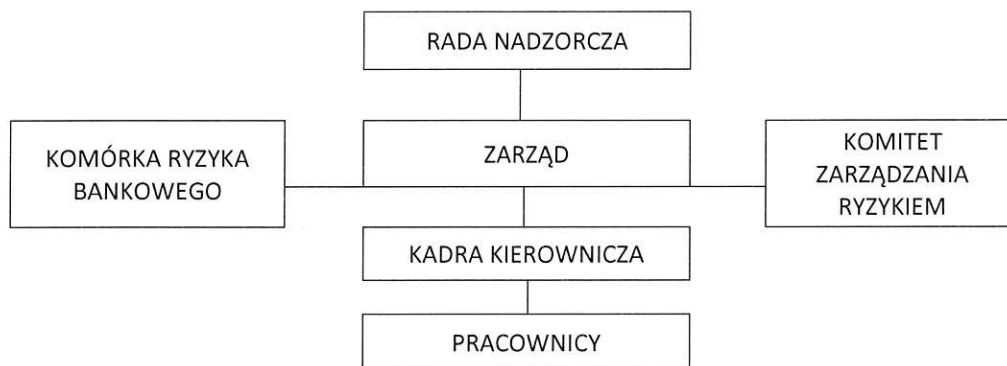 RADA NADZORCZA
KOMÓRKA RYZYKA
BANKOWEGO
ZARZĄD
KOMITET
ZARZĄDZANIA
RYZYKIEM
KADRA KIEROWNICZA
PRACOWNICY